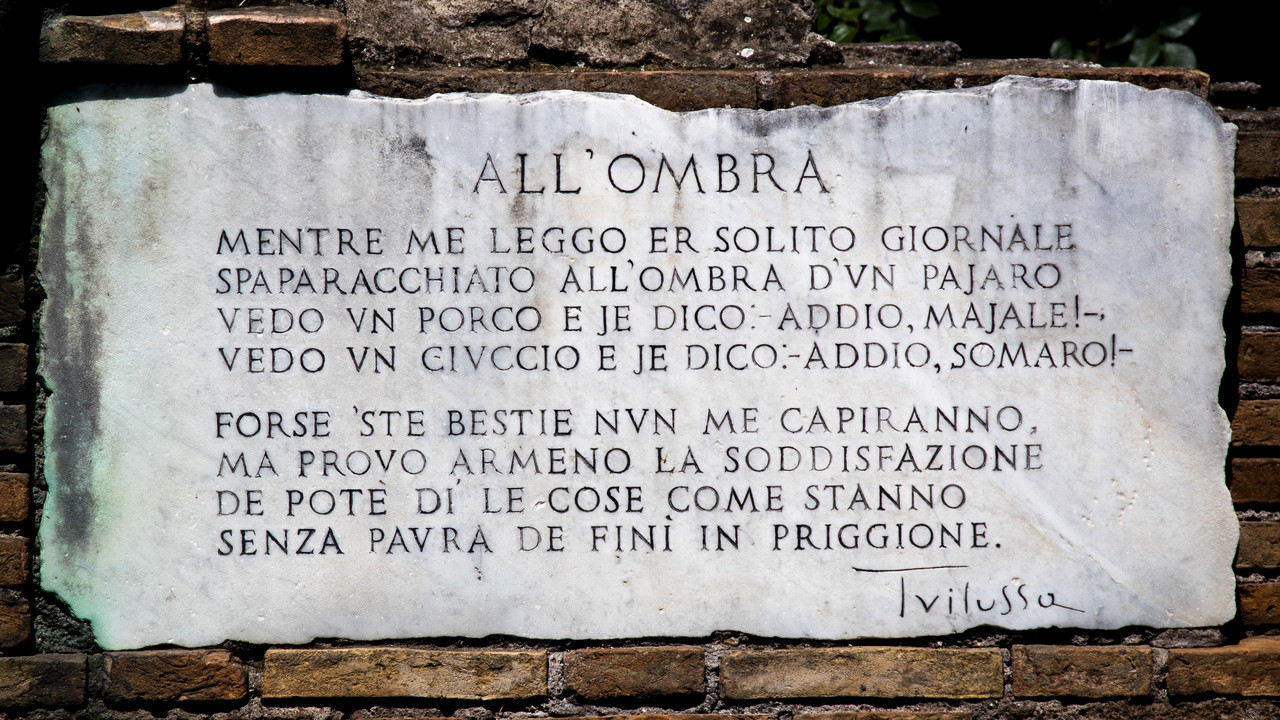 ALL'OMBRA
MENTRE ME LEGGO ER SOLITO GIORNALE
SPAPARACCHIATO ALL'OMBRA D'VN PAJARO
VEDO VN PORCO E JE DICO:-ADDIO, MAJALE!-
VEDO VN CIVCCIO E JE DICO:-ADDIO, SOMARO!-
FORSE 'STE BESTIE NVN ME CAPIRANNO,
MA PROVO ARMENO LA SODDISFAZIONE
DE POTÈ DÌ LE COSE COME STANNO
SENZA PAVRA DE FINÌ IN PRIGGIONE.
Trilussa